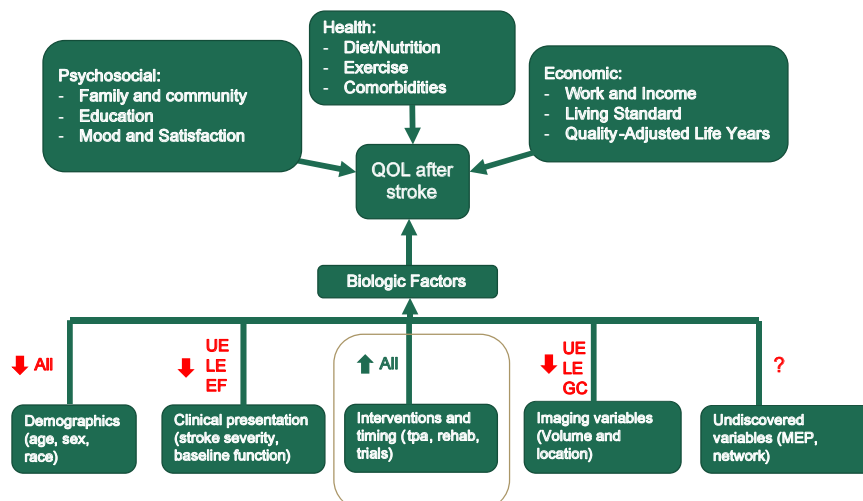 Health:
- Diet/Nutrition
- Exercise
- Comorbidities
Psychosocial:
- Family and community
- Education
- Mood and Satisfaction
Economic:
- Work and Income
- Living Standard
- Quality-Adjusted Life Years
QOL after
stroke
Biologic Factors
All
UE
LE
EF
All
UE
LE
GC
?
Demographics
(age, sex,
race)
Clinical presentation
(stroke severity,
baseline function)
Interventions and
timing (tpa, rehab,
trials)
Imaging variables
(Volume and
location)
Undiscovered
variables (MEP,
network)